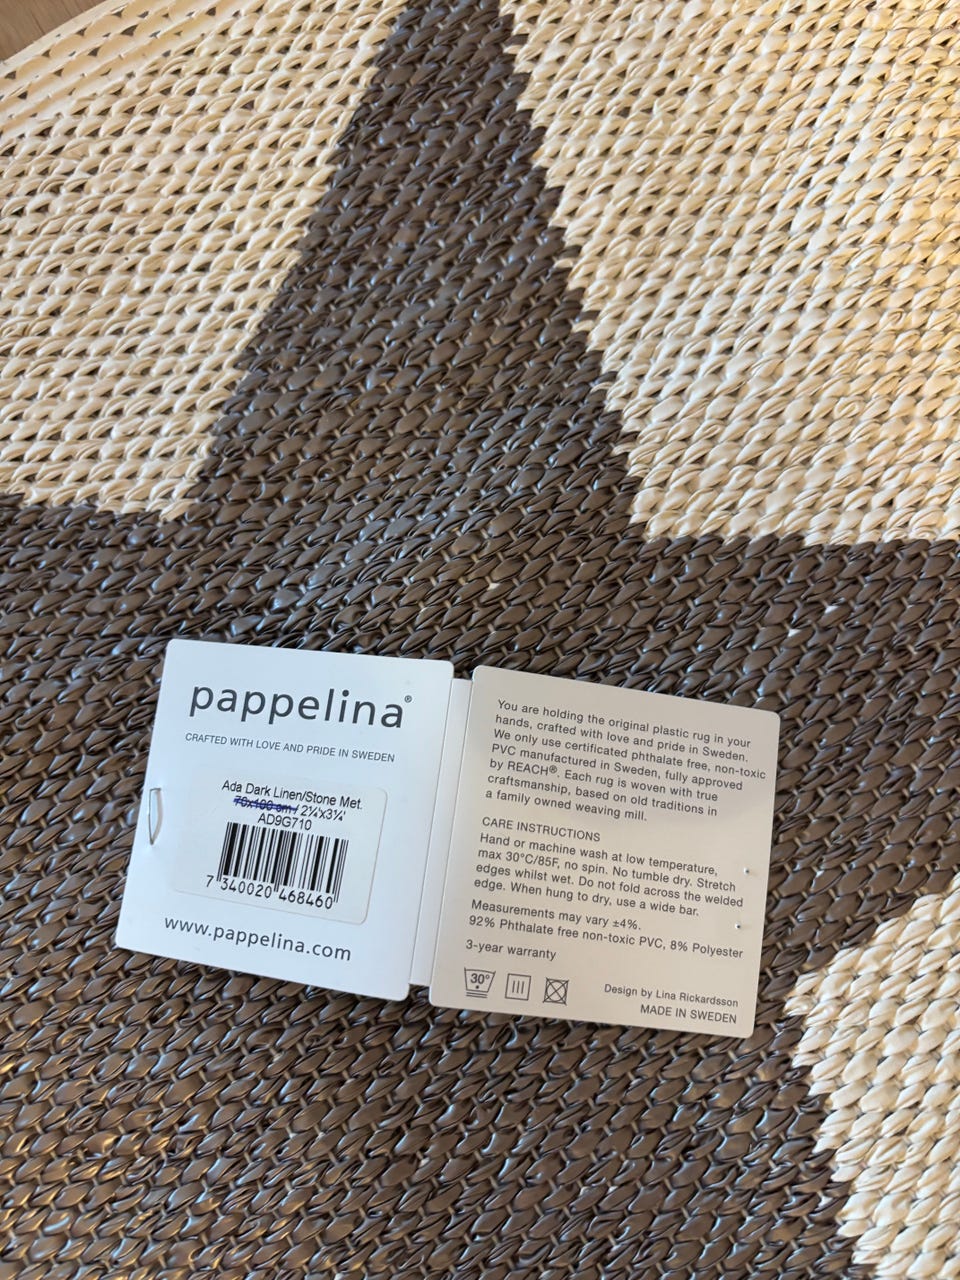 pappelina®
CRAFTED WITH LOVE AND PRIDE IN SWEDEN
Ada Dark Linen/Stone Met.
70x100 cm / 2¼'x3¼'
AD9G710
7 340020 468460
www.pappelina.com
You are holding the original plastic rug in your
hands, crafted with love and pride in Sweden.
We only use certificated phthalate free, non-toxic
PVC manufactured in Sweden, fully approved
by REACH®. Each rug is woven with true
craftsmanship, based on old traditions in
a family owned weaving mill.
CARE INSTRUCTIONS
Hand or machine wash at low temperature,
max 30°C/85F, no spin. No tumble dry. Stretch
edges whilst wet. Do not fold across the welded
edge. When hung to dry, use a wide bar.
Measurements may vary ±4%.
92% Phthalate free non-toxic PVC, 8% Polyester
3-year warranty
30°
Design by Lina Rickardsson
MADE IN SWEDEN